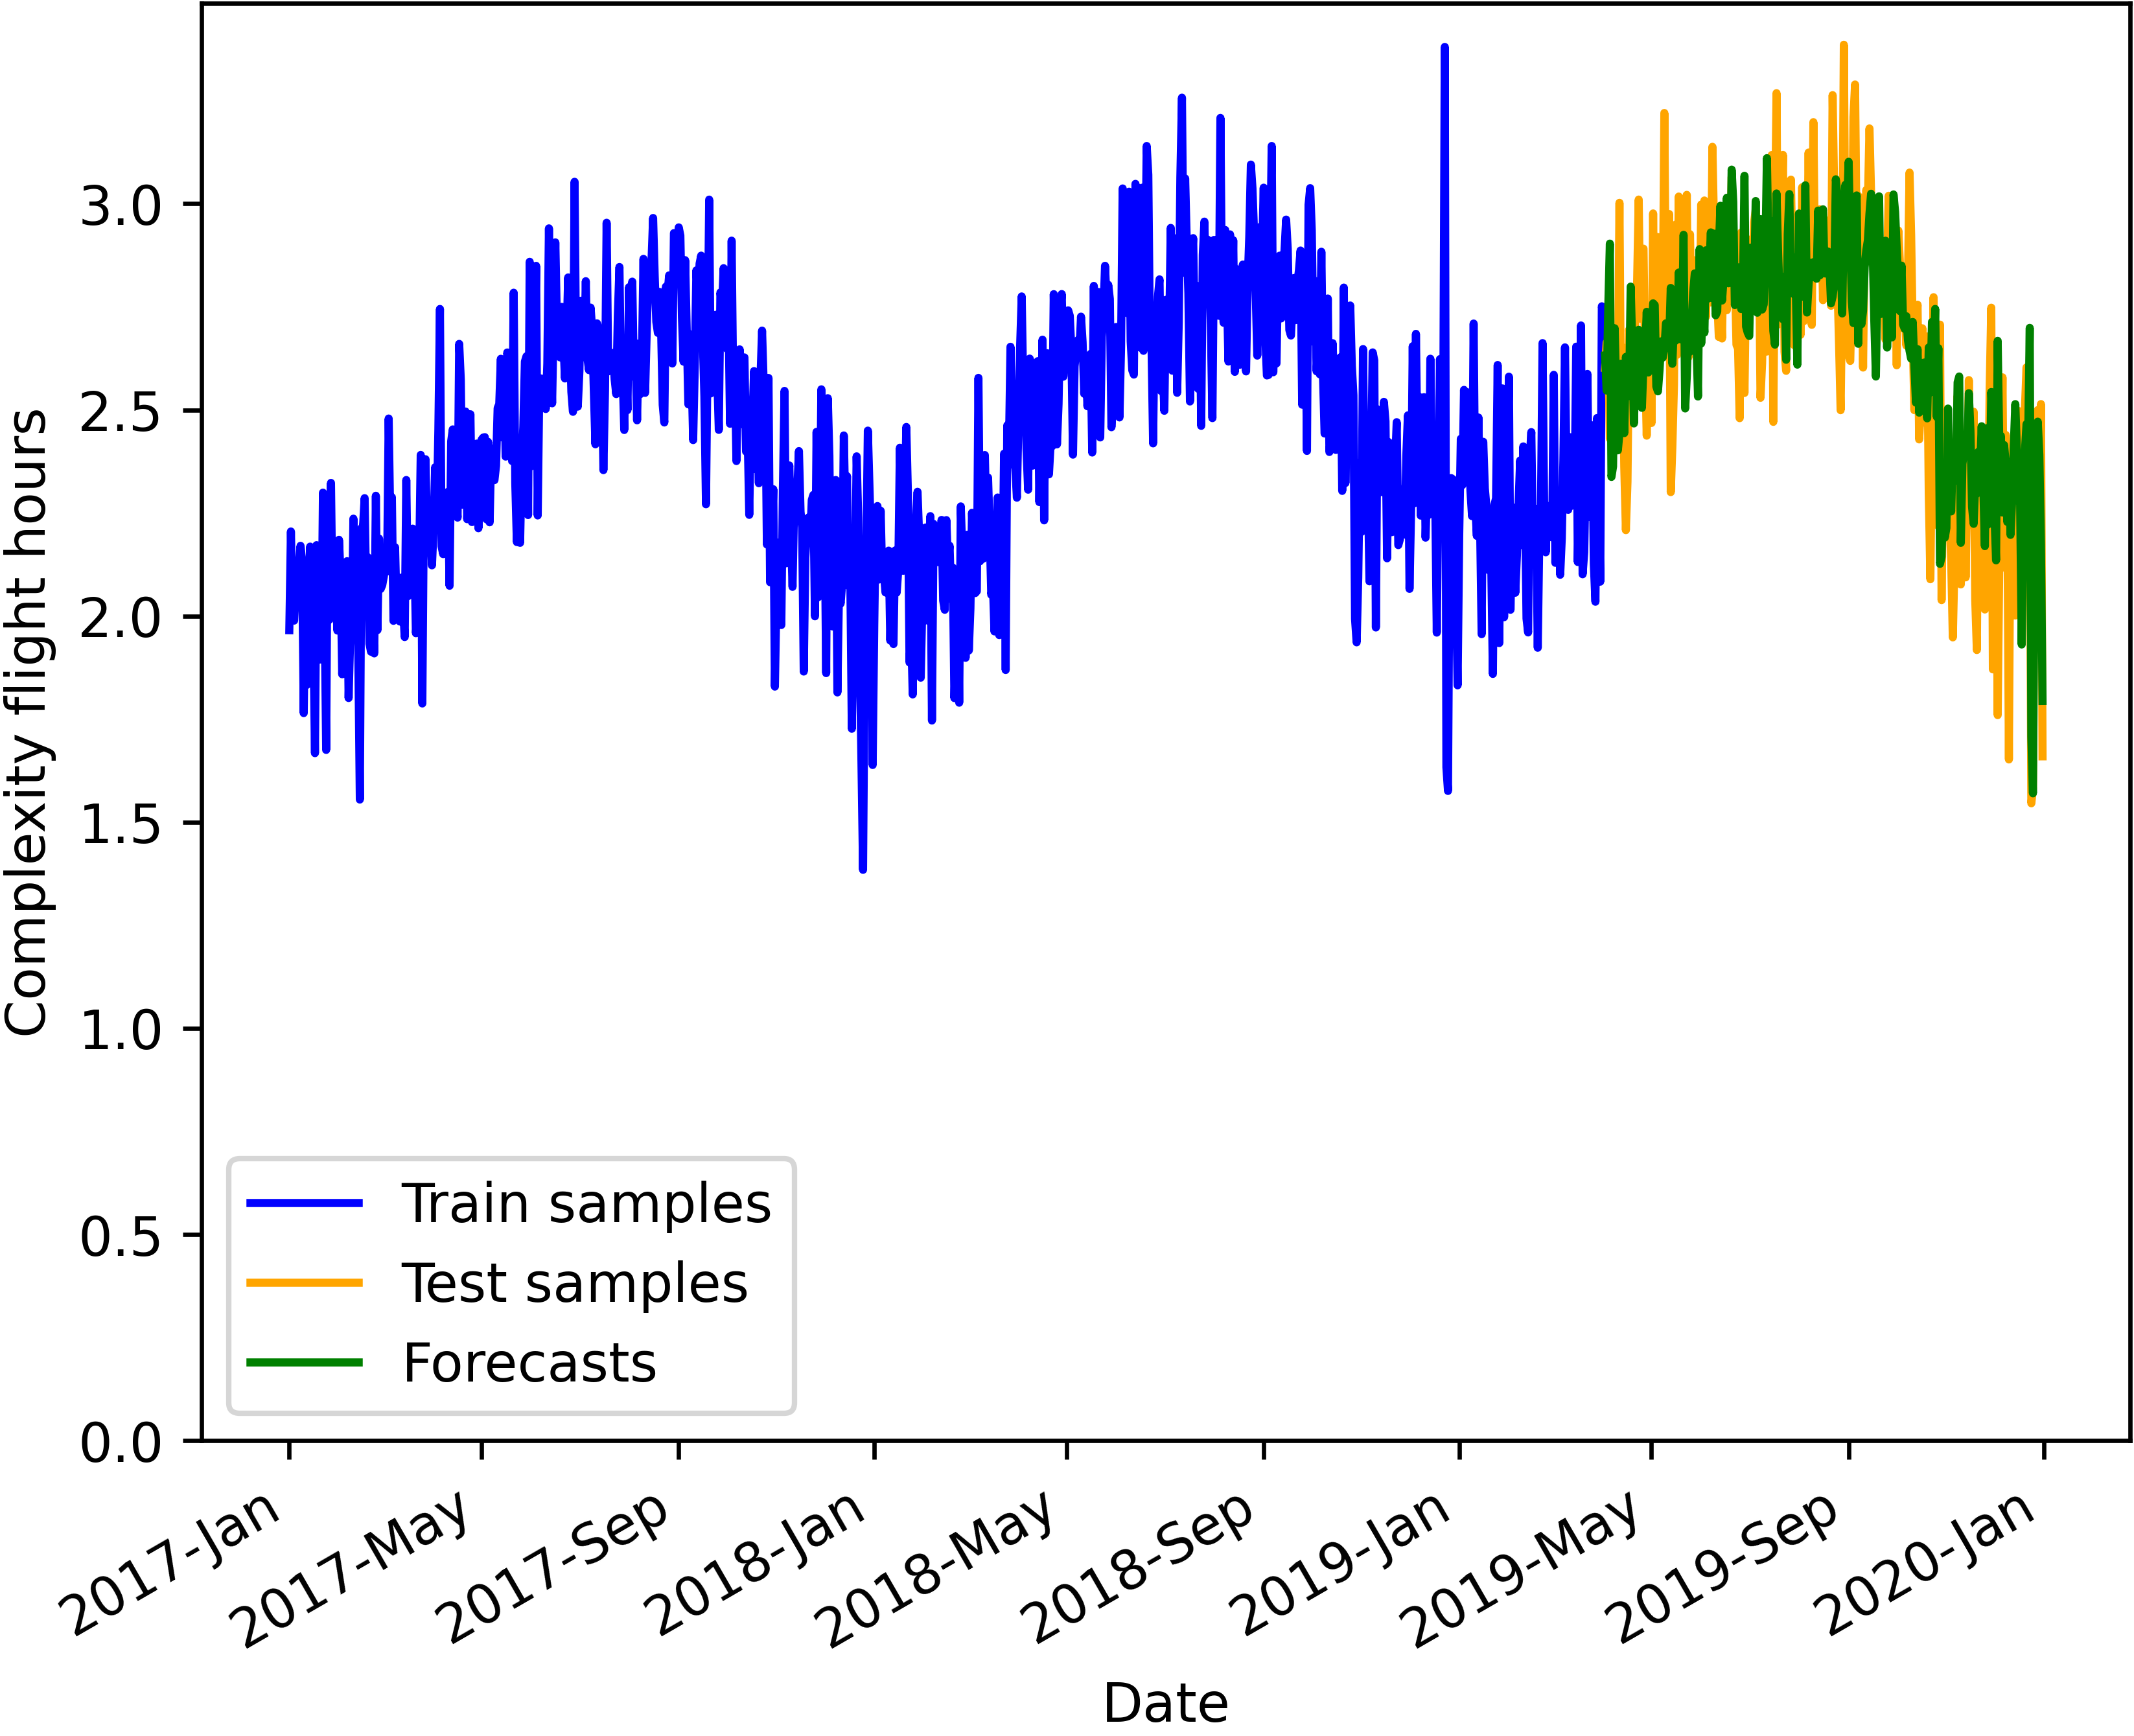 Complexity flight hours
3.0
2.5
2.0
1.5
1.0
0.5
0.0
Train samples
Test samples
Forecasts
2017-Jan
2017-May
2017-Sep
2018-Jan
2018-May
2018-Sep
2019-Jan
2019-May
2019-Sep
2020-Jan
Date